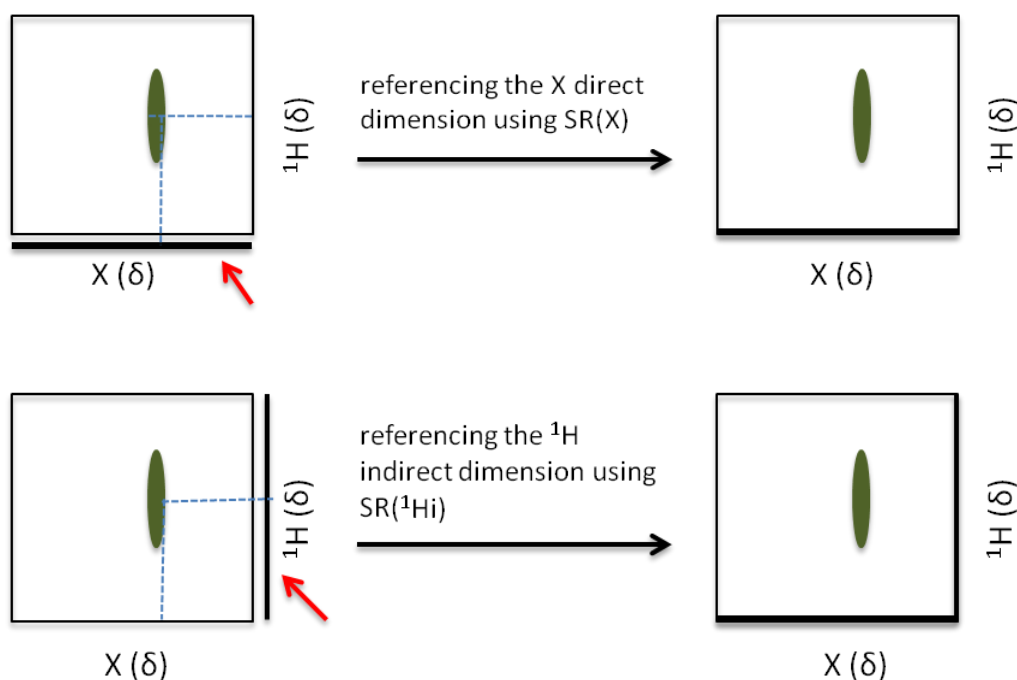 ¹H (δ)
referencing the X direct
dimension using SR(X)
¹H (δ)
X (δ)
X (δ)
¹H (δ)
referencing the ¹H
indirect dimension using
SR(¹Hi)
¹H (δ)
X (δ)
X (δ)